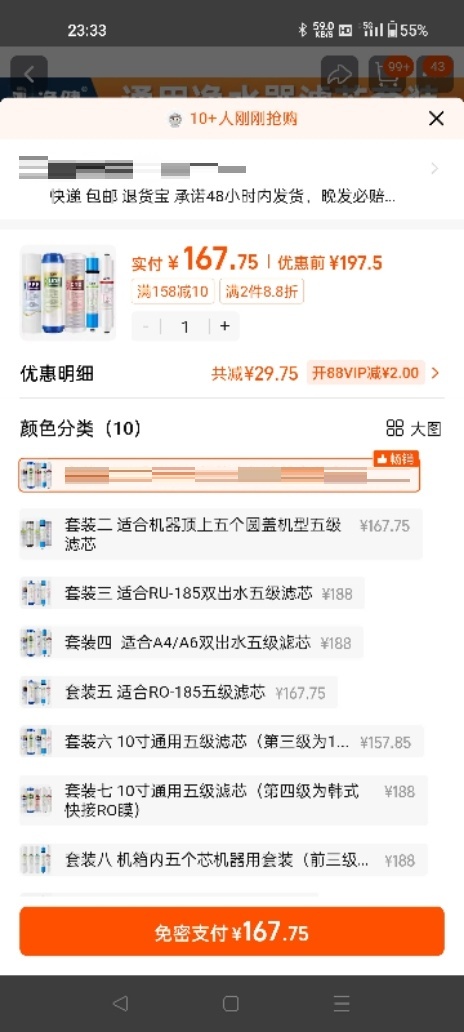 23:33
59.0 KB/S
5G
55%
99+
43
10+人刚刚抢购
快递 包邮 退货宝 承诺48小时内发货，晚发必赔...
实付 ¥167.75 | 优惠前 ¥197.5
满158减10 满2件8.8折
- 1 +
优惠明细 共减¥29.75 开88VIP减¥2.00
颜色分类（10） 大图
畅销
套装二 适合机器顶上五个圆盖机型五级 ¥167.75
滤芯
套装三 适合RU-185双出水五级滤芯 ¥188
套装四 适合A4/A6双出水五级滤芯 ¥188
套装五 适合RO-185五级滤芯 ¥167.75
套装六 10寸通用五级滤芯（第三级为1... ¥157.85
套装七 10寸通用五级滤芯（第四级为韩式 ¥188
快接RO膜）
套装八 机箱内五个芯机器用套装（前三级... ¥188
免密支付 ¥167.75